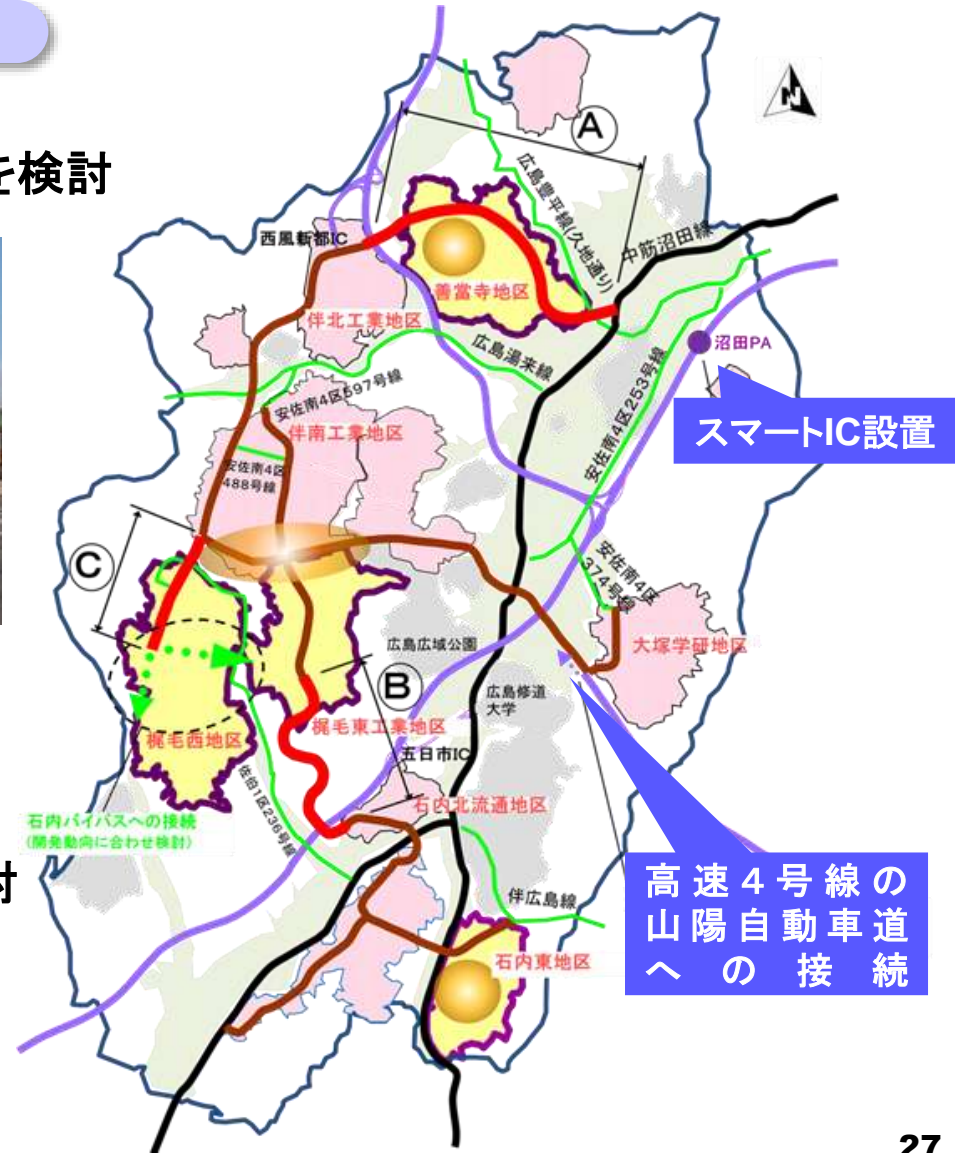 を検討
N
A
広島豊平線(久地通り)
中筋沼田線
西風新都IC
善當寺地区
伴北工業地区
広島湯来線
沼田PA
スマートIC設置
安佐南4区253号線
安佐南4区597号線
伴南工業地区
安佐南4区
488号線
C
安佐南4区
374号線
大塚学研地区
広島広域公園
B
広島修道
大学
梶毛東工業地区
梶毛西地区
五日市IC
石内北流通地区
佐伯1区236号線
石内バイパスへの接続
(開発動向に合わせ検討)
討
高速4号線の
山陽自動車道
への接続
伴広島線
石内東地区
27